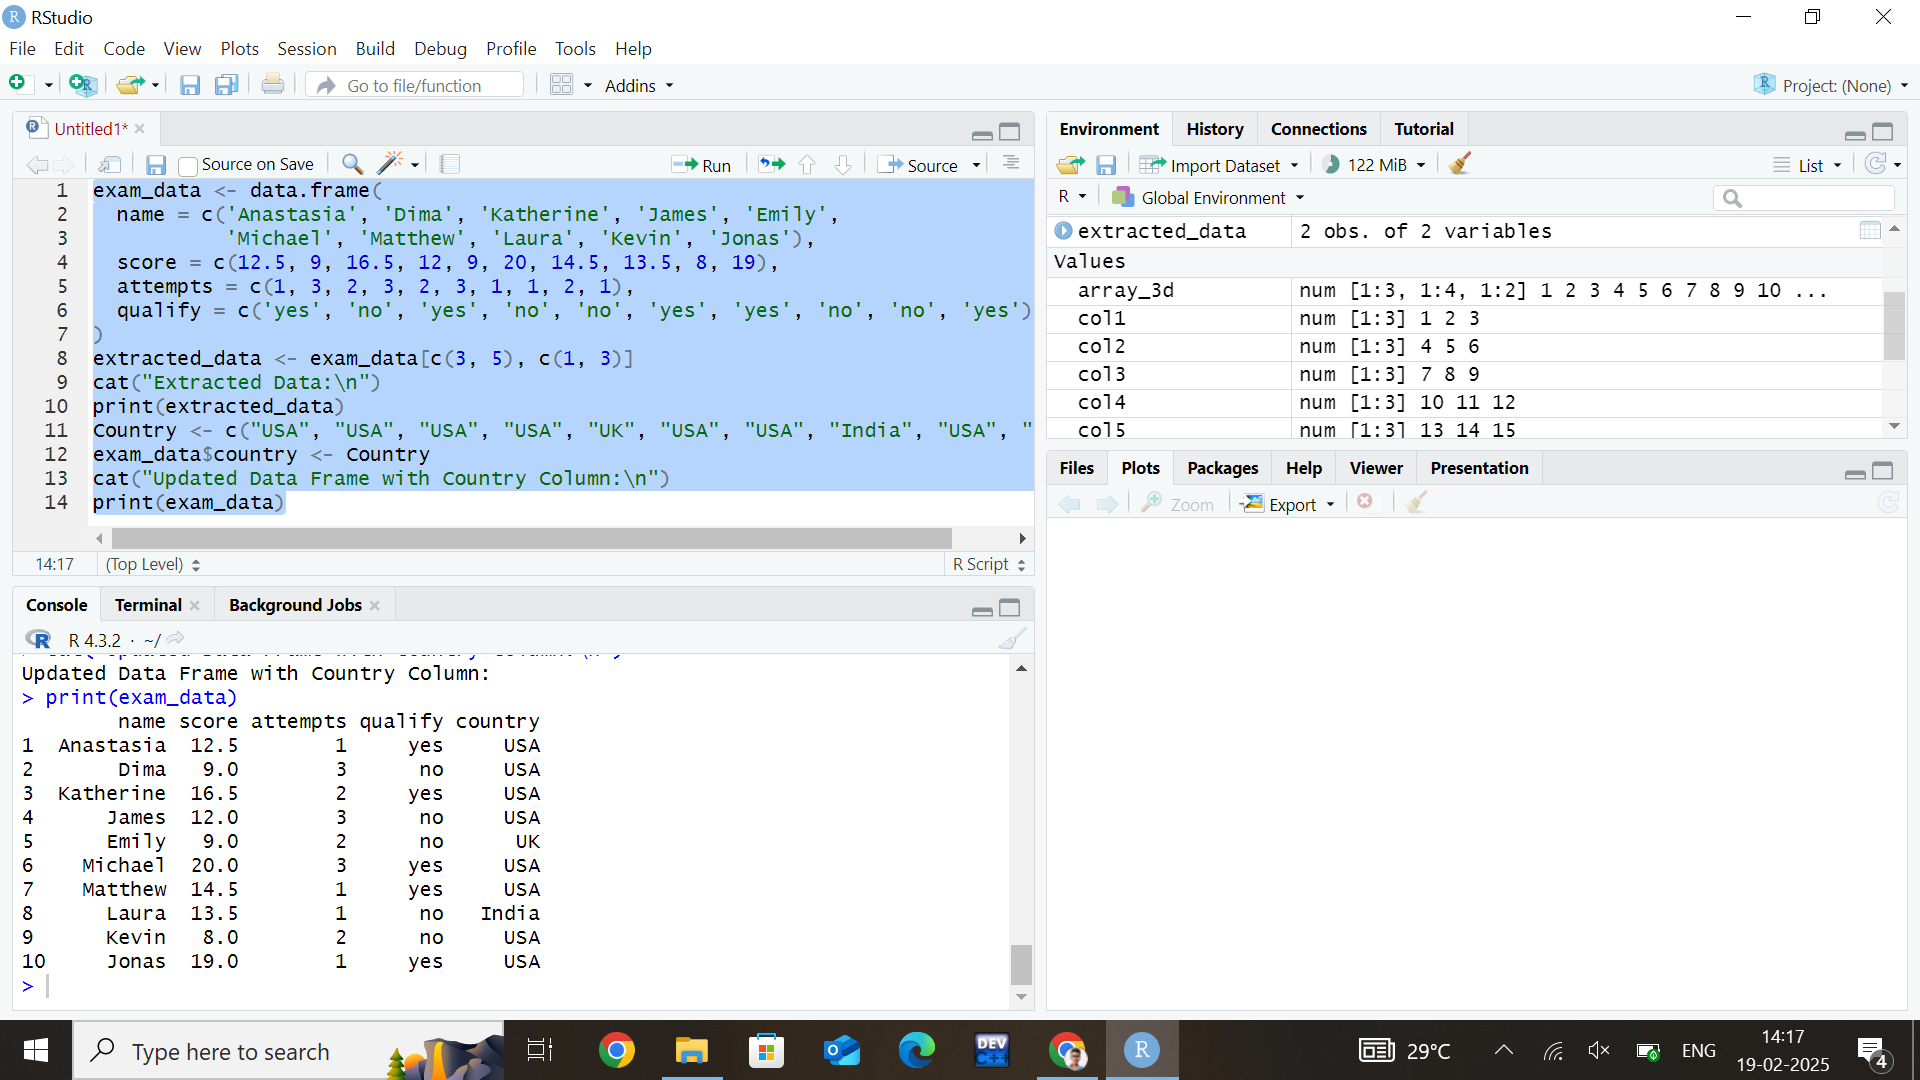 RStudio
File Edit Code View Plots Session Build Debug Profile Tools Help
Go to file/function Addins Project: (None)
Untitled1*
Source on Save Run Source
1 exam_data <- data.frame(
2   name = c('Anastasia', 'Dima', 'Katherine', 'James', 'Emily',
3            'Michael', 'Matthew', 'Laura', 'Kevin', 'Jonas'),
4   score = c(12.5, 9, 16.5, 12, 9, 20, 14.5, 13.5, 8, 19),
5   attempts = c(1, 3, 2, 3, 2, 3, 1, 1, 2, 1),
6   qualify = c('yes', 'no', 'yes', 'no', 'no', 'yes', 'yes', 'no', 'no', 'yes')
7 )
8 extracted_data <- exam_data[c(3, 5), c(1, 3)]
9 cat("Extracted Data:\n")
10 print(extracted_data)
11 Country <- c("USA", "USA", "USA", "USA", "UK", "USA", "USA", "India", "USA", "
12 exam_data$country <- Country
13 cat("Updated Data Frame with Country Column:\n")
14 print(exam_data)
14:17 (Top Level) R Script
Console Terminal Background Jobs
R 4.3.2 · ~/
Updated Data Frame with Country Column:
> print(exam_data)
name score attempts qualify country
1 Anastasia 12.5 1 yes USA
2 Dima 9.0 3 no USA
3 Katherine 16.5 2 yes USA
4 James 12.0 3 no USA
5 Emily 9.0 2 no UK
6 Michael 20.0 3 yes USA
7 Matthew 14.5 1 yes USA
8 Laura 13.5 1 no India
9 Kevin 8.0 2 no USA
10 Jonas 19.0 1 yes USA
>
Environment History Connections Tutorial
Import Dataset 122 MiB List
R Global Environment
extracted_data 2 obs. of 2 variables
Values
array_3d num [1:3, 1:4, 1:2] 1 2 3 4 5 6 7 8 9 10 ...
col1 num [1:3] 1 2 3
col2 num [1:3] 4 5 6
col3 num [1:3] 7 8 9
col4 num [1:3] 10 11 12
col5 num [1:3] 13 14 15
Files Plots Packages Help Viewer Presentation
Zoom Export
Type here to search
DEV C++
R
29°C ENG 14:17
19-02-2025
4